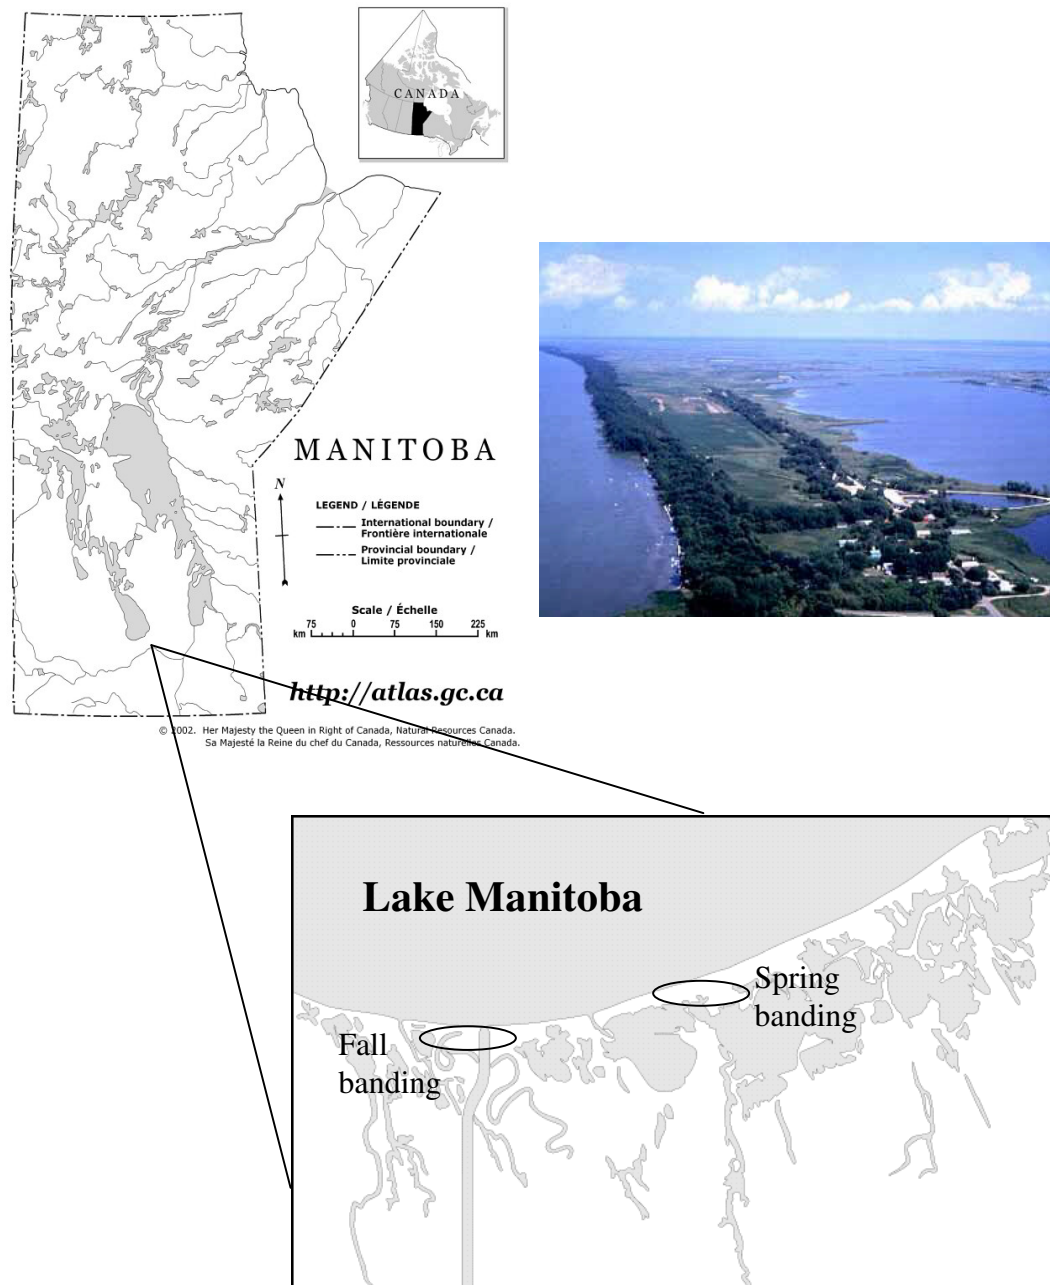 CANADA
MANITOBA
N
LEGEND / LÉGENDE
International boundary /
Frontière internationale
Provincial boundary /
Limite provinciale
Scale / Échelle
75 0 75 150 225
km km
http://atlas.gc.ca
© 2002. Her Majesty the Queen in Right of Canada, Natural Resources Canada.
Sa Majesté la Reine du chef du Canada, Ressources naturelles Canada.
Lake Manitoba
Spring
banding
Fall
banding